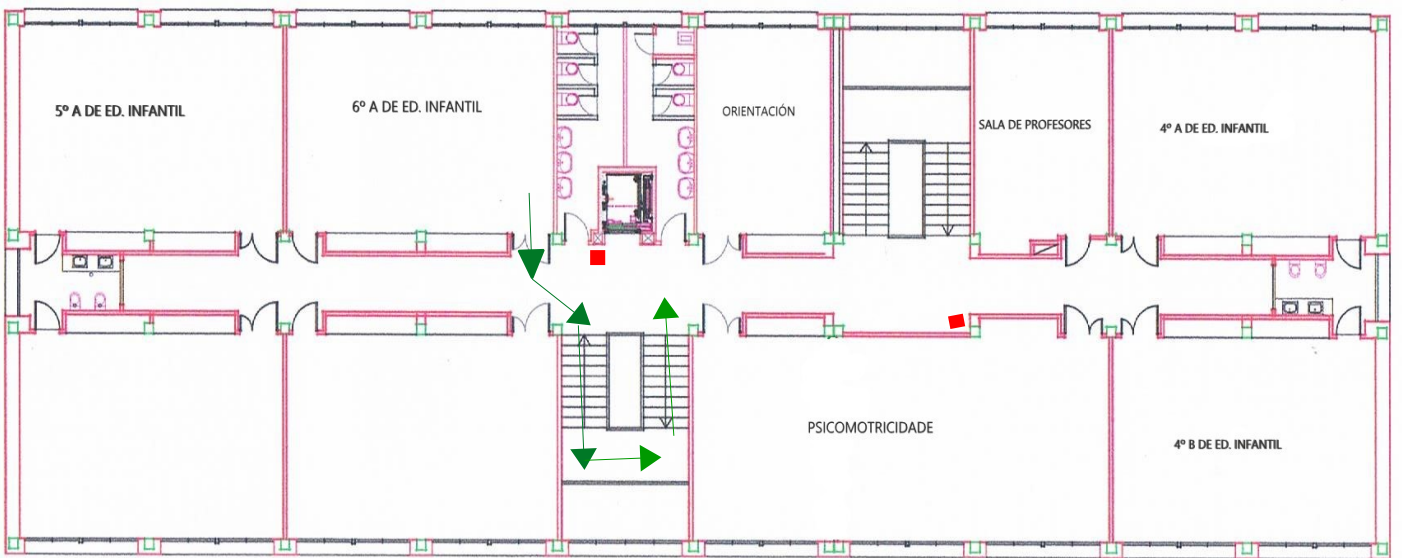 5º A DE ED. INFANTIL
6º A DE ED. INFANTIL
ORIENTACIÓN
SALA DE PROFESORES
4º A DE ED. INFANTIL
PSICOMOTRICIDADE
4º B DE ED. INFANTIL